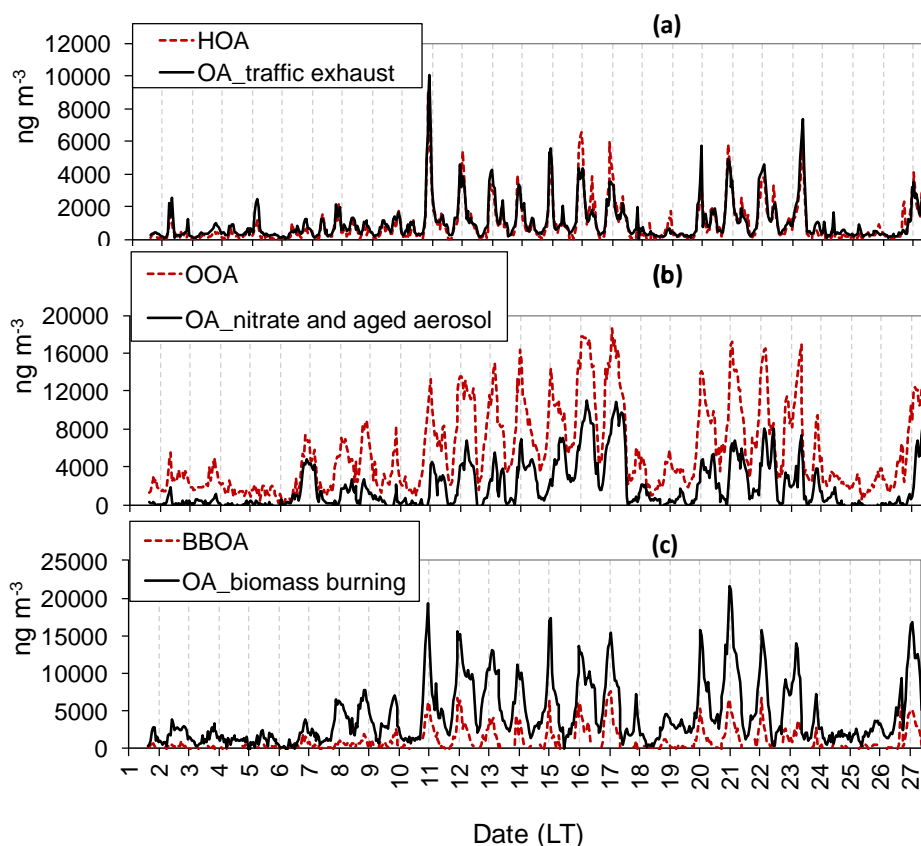 (a)
HOA
OA_traffic exhaust
12000
10000
8000
6000
4000
2000
0
ng m-3
(b)
OOA
OA_nitrate and aged aerosol
20000
16000
12000
8000
4000
0
ng m-3
(c)
BBOA
OA_biomass burning
25000
20000
15000
10000
5000
0
ng m-3
1 2 3 4 5 6 7 8 9 10 11 12 13 14 15 16 17 18 19 20 21 22 23 24 25 26 27
Date (LT)